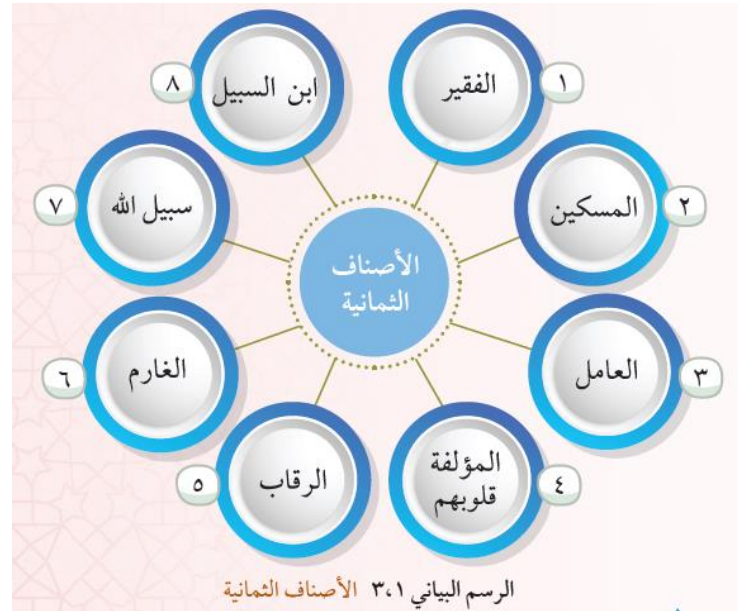 الأصناف
الثمانية
١
الفقير
٢
المسكين
٣
العامل
٤
المؤلفة
قلوبهم
٥
الرقاب
٦
الغارم
٧
سبيل الله
٨
ابن السبيل
الرسم البياني ٣،١ الأصناف الثمانية